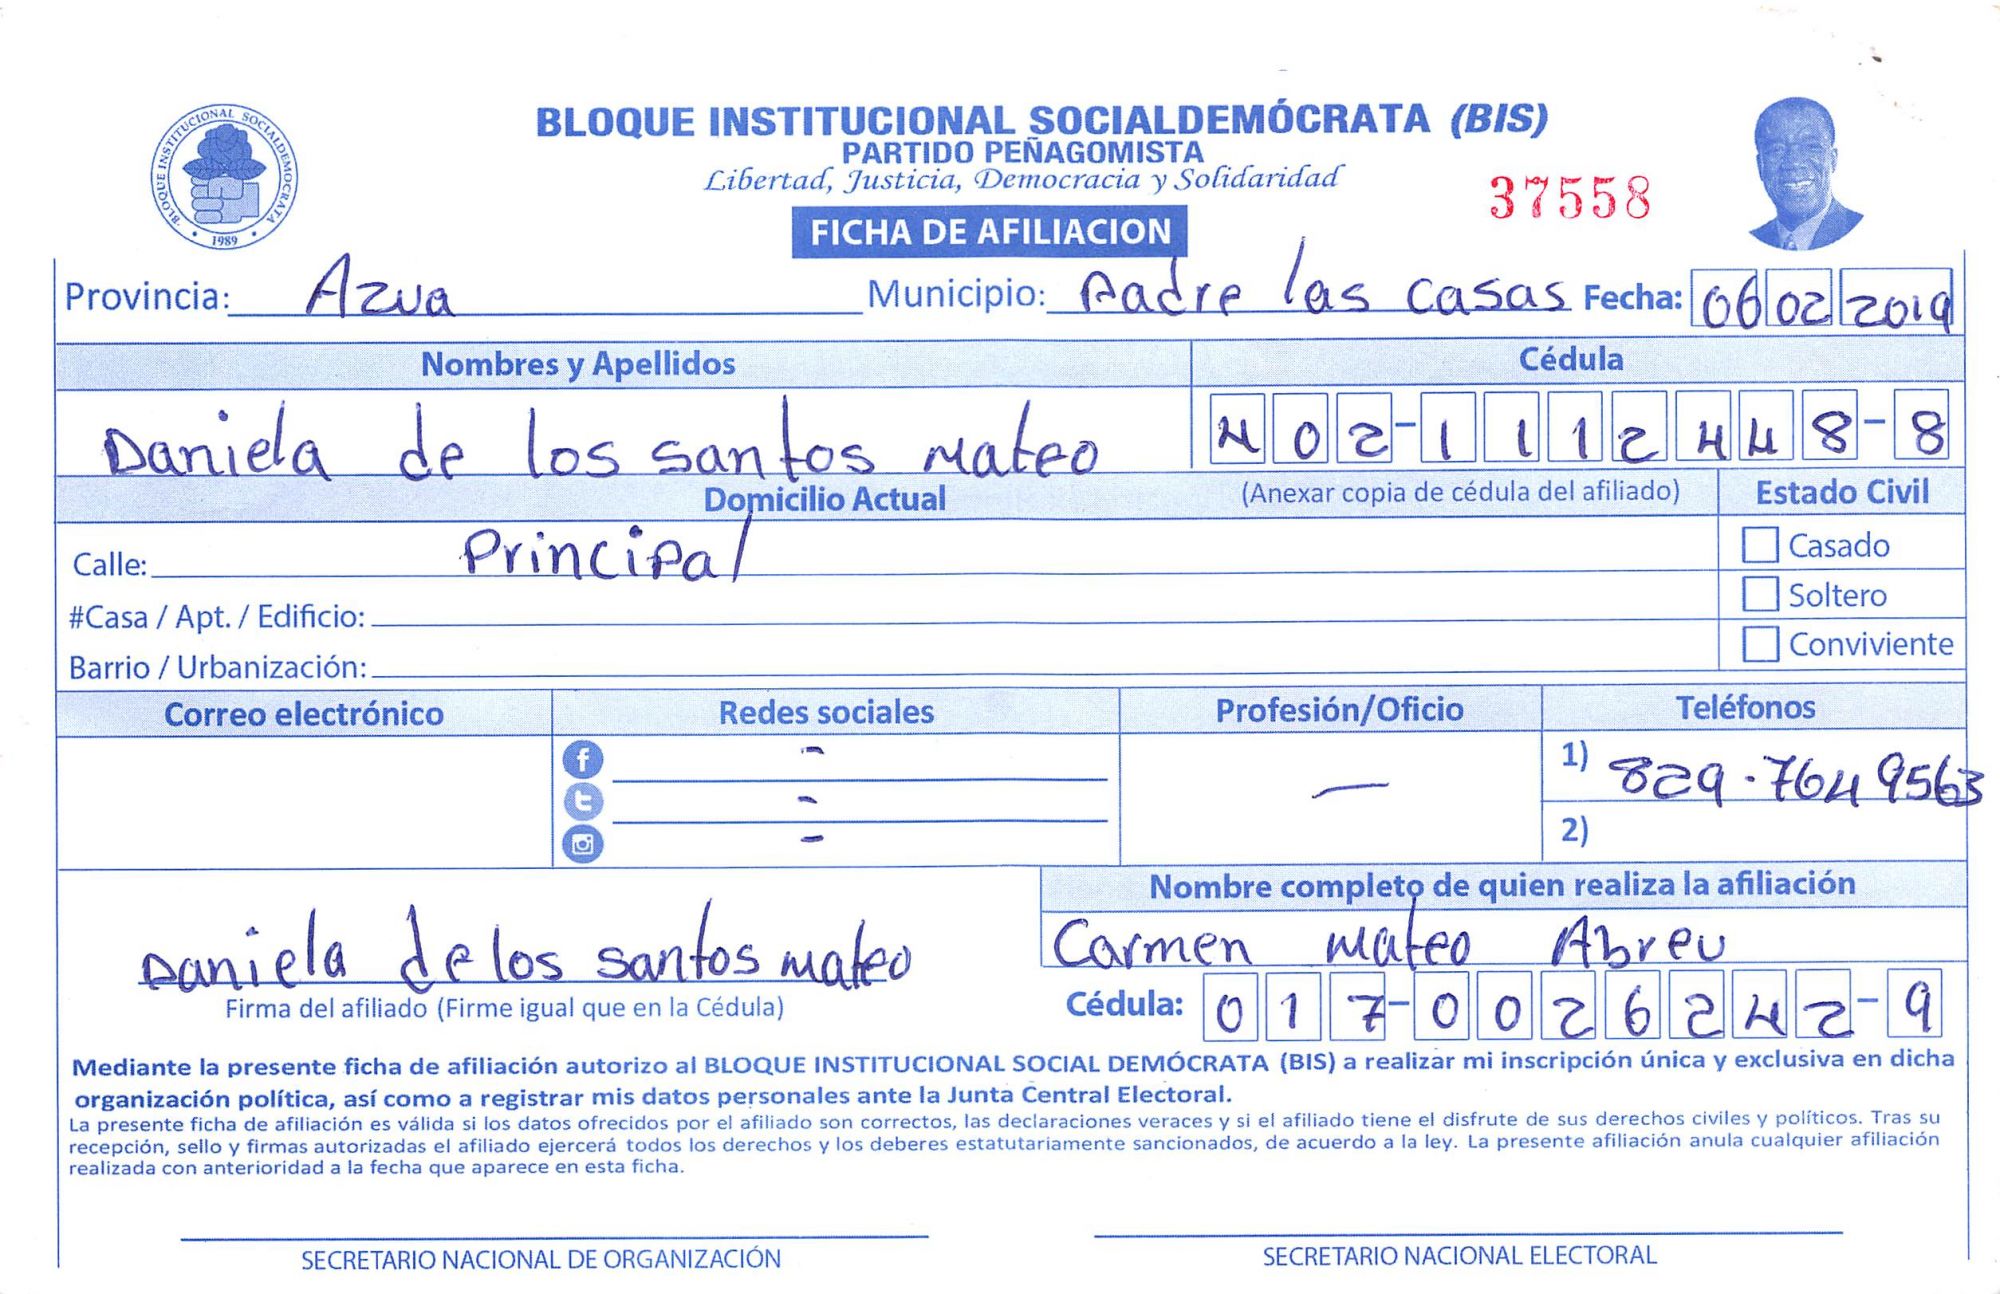 BLOQUE INSTITUCIONAL SOCIALDEMÓCRATA
• 1989 •
BLOQUE INSTITUCIONAL SOCIALDEMÓCRATA (BIS)
PARTIDO PEÑAGOMISTA
Libertad, Justicia, Democracia y Solidaridad
37558
FICHA DE AFILIACION
Provincia: Azua Municipio: Padre las casas Fecha: 06 02 2019
Nombres y Apellidos Cédula
Daniela de los santos Mateo 402-1112448-8
Domicilio Actual (Anexar copia de cédula del afiliado) Estado Civil
Calle: Principal Casado
#Casa / Apt. / Edificio: Soltero
Barrio / Urbanización: Conviviente
Correo electrónico Redes sociales Profesión/Oficio Teléfonos
f - — 1) 829.764 9563
-
- 2)
Nombre completo de quien realiza la afiliación
Daniela de los santos mateo Carmen mateo Abreu
Firma del afiliado (Firme igual que en la Cédula) Cédula: 017-0026242-9
Mediante la presente ficha de afiliación autorizo al BLOQUE INSTITUCIONAL SOCIAL DEMÓCRATA (BIS) a realizar mi inscripción única y exclusiva en dicha
organización política, así como a registrar mis datos personales ante la Junta Central Electoral.
La presente ficha de afiliación es válida si los datos ofrecidos por el afiliado son correctos, las declaraciones veraces y si el afiliado tiene el disfrute de sus derechos civiles y políticos. Tras su
recepción, sello y firmas autorizadas el afiliado ejercerá todos los derechos y los deberes estatutariamente sancionados, de acuerdo a la ley. La presente afiliación anula cualquier afiliación
realizada con anterioridad a la fecha que aparece en esta ficha.
SECRETARIO NACIONAL DE ORGANIZACIÓN SECRETARIO NACIONAL ELECTORAL